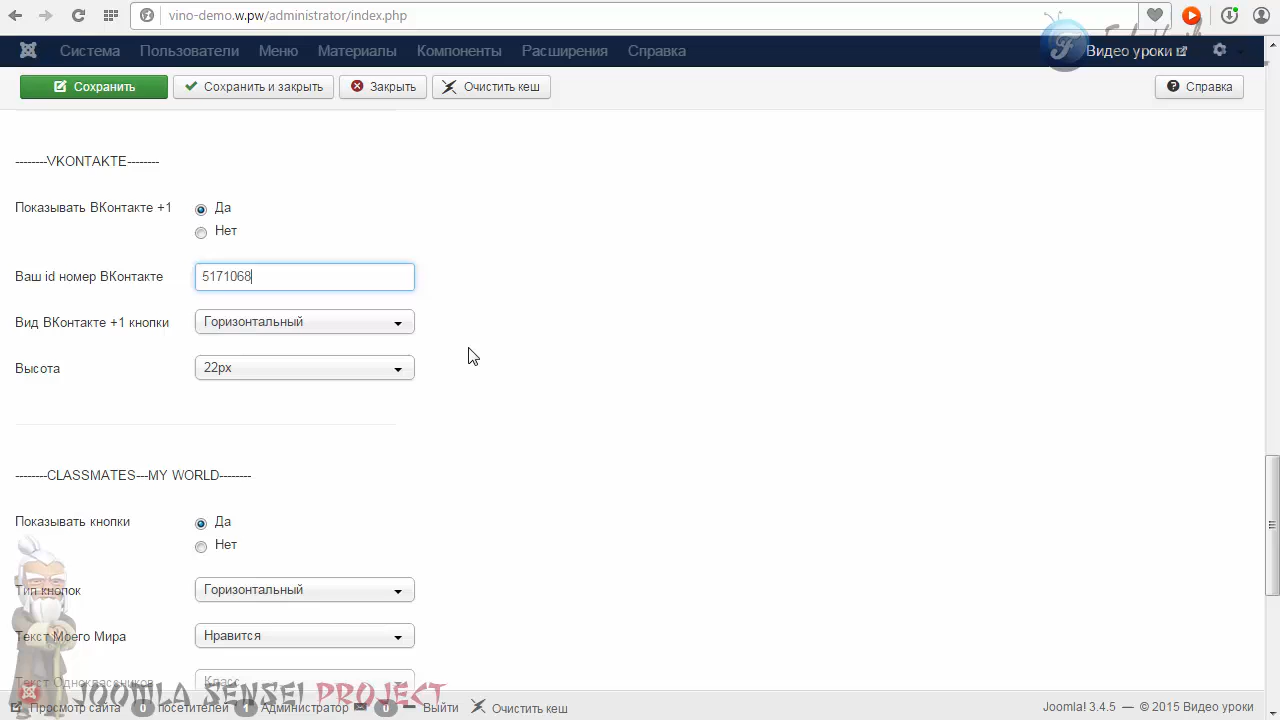 vino-demo.w.pw/administrator/index.php
Система Пользователи Меню Материалы Компоненты Расширения Справка Видео уроки
Сохранить Сохранить и закрыть Закрыть Очистить кеш Справка
--------VKONTAKTE--------
Показывать ВКонтакте +1 Да
Нет
Ваш id номер ВКонтакте 5171068
Вид ВКонтакте +1 кнопки Горизонтальный
Высота 22px
--------CLASSMATES---MY WORLD--------
Показывать кнопки Да
Нет
Тип кнопок Горизонтальный
Текст Моего Мира Нравится
Текст Одноклассников Класс
JOOMLA SENSEI PROJECT
Просмотр сайта 0 посетителей 1 Администратор 0 Выйти Очистить кеш Joomla! 3.4.5 — © 2015 Видео уроки